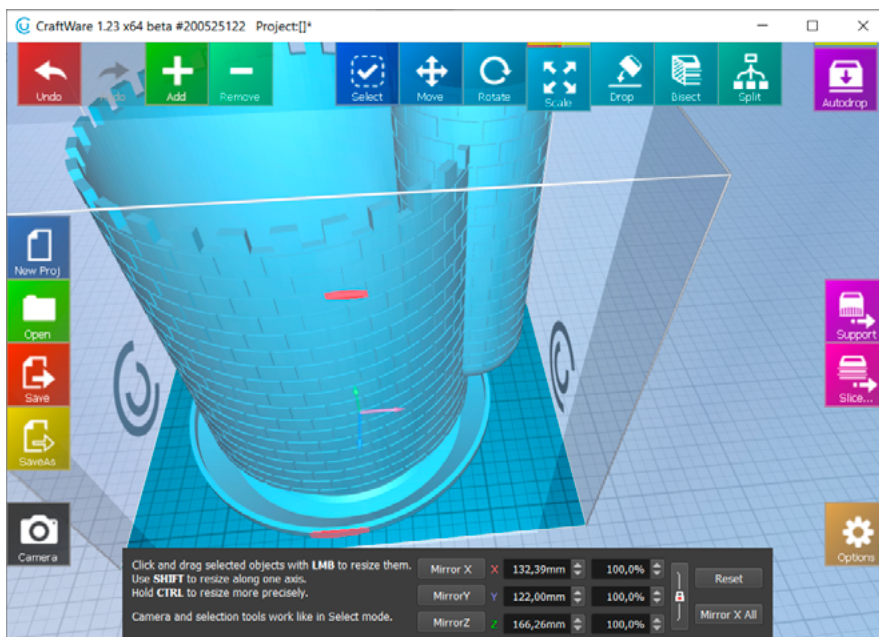 CraftWare 1.23 x64 beta #200525122 Project:[]*
Undo
Add
Remove
Select
Move
Rotate
Scale
Drop
Bisect
Split
Autodrop
New Proj
Open
Save
SaveAs
Camera
Support
Slice...
Options
Click and drag selected objects with LMB to resize them.
Use SHIFT to resize along one axis.
Hold CTRL to resize more precisely.
Camera and selection tools work like in Select mode.
Mirror X X 132,39mm 100,0%
MirrorY Y 122,00mm 100,0%
MirrorZ Z 166,26mm 100,0%
Reset
Mirror X All